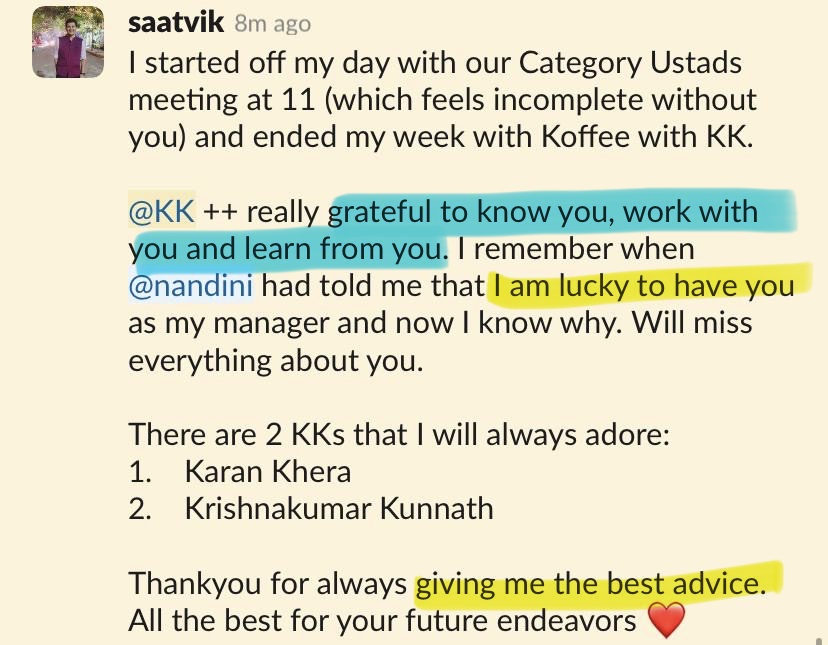 saatvik 8m ago
I started off my day with our Category Ustads
meeting at 11 (which feels incomplete without
you) and ended my week with Koffee with KK.
@KK ++ really grateful to know you, work with
you and learn from you. I remember when
@nandini had told me that I am lucky to have you
as my manager and now I know why. Will miss
everything about you.
There are 2 KKs that I will always adore:
1. Karan Khera
2. Krishnakumar Kunnath
Thankyou for always giving me the best advice.
All the best for your future endeavors ❤️